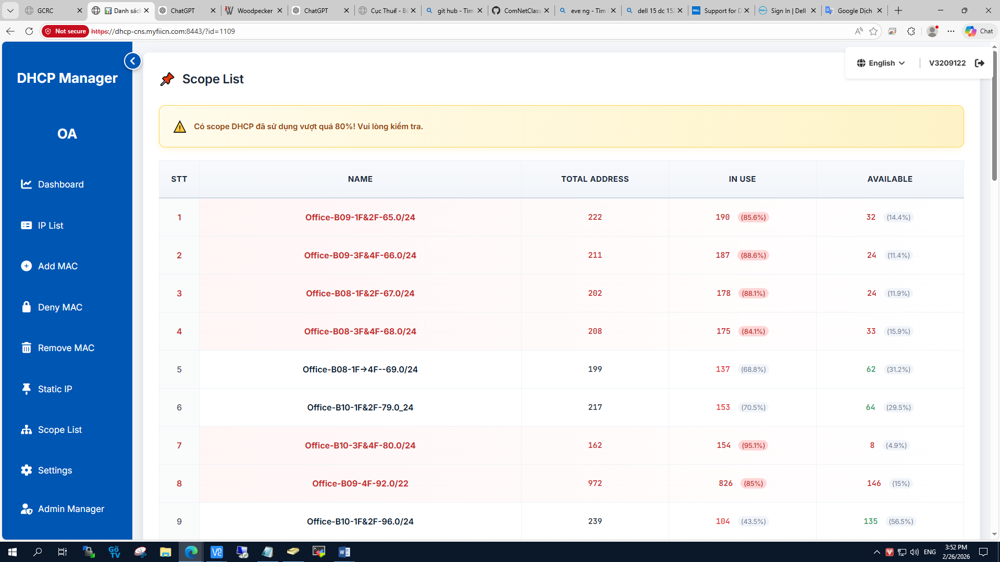 GCRC
Danh sách
ChatGPT
Woodpecker
ChatGPT
Cục Thuế - Bộ
git hub - Tìm
ComNetClass
eve ng - Tìm
dell 15 dc 15
Support for D
Sign In | Dell
Google Dịch
Not secure
https://dhcp-cns.myfiicn.com:8443/?id=1109
Chat
DHCP Manager
OA
Dashboard
IP List
Add MAC
Deny MAC
Remove MAC
Static IP
Scope List
Settings
Admin Manager
English
V3209122
Scope List
Có scope DHCP đã sử dụng vượt quá 80%! Vui lòng kiểm tra.
STT NAME TOTAL ADDRESS IN USE AVAILABLE
1 Office-B09-1F&2F-65.0/24 222 190 (85.6%) 32 (14.4%)
2 Office-B09-3F&4F-66.0/24 211 187 (88.6%) 24 (11.4%)
3 Office-B08-1F&2F-67.0/24 202 178 (88.1%) 24 (11.9%)
4 Office-B08-3F&4F-68.0/24 208 175 (84.1%) 33 (15.9%)
5 Office-B08-1F→4F--69.0/24 199 137 (68.8%) 62 (31.2%)
6 Office-B10-1F&2F-79.0_24 217 153 (70.5%) 64 (29.5%)
7 Office-B10-3F&4F-80.0/24 162 154 (95.1%) 8 (4.9%)
8 Office-B09-4F-92.0/22 972 826 (85%) 146 (15%)
9 Office-B10-1F&2F-96.0/24 239 104 (43.5%) 135 (56.5%)
GõTV
ENG
3:52 PM
2/26/2026